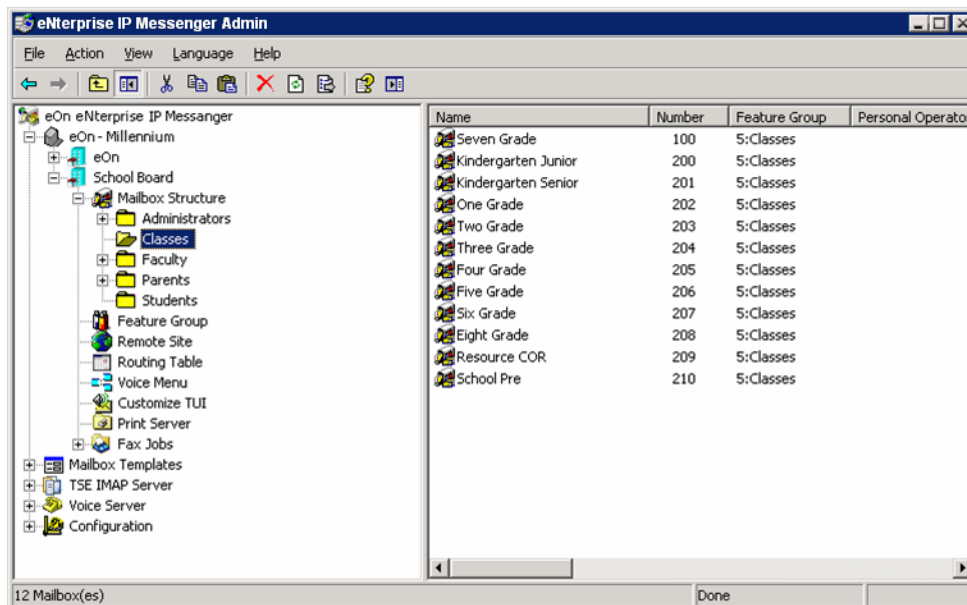 eNterprise IP Messenger Admin
File Action View Language Help
eOn eNterprise IP Messanger
eOn - Millennium
eOn
School Board
Mailbox Structure
Administrators
Classes
Faculty
Parents
Students
Feature Group
Remote Site
Routing Table
Voice Menu
Customize TUI
Print Server
Fax Jobs
Mailbox Templates
TSE IMAP Server
Voice Server
Configuration
Name Number Feature Group Personal Operato
Seven Grade 100 5:Classes
Kindergarten Junior 200 5:Classes
Kindergarten Senior 201 5:Classes
One Grade 202 5:Classes
Two Grade 203 5:Classes
Three Grade 204 5:Classes
Four Grade 205 5:Classes
Five Grade 206 5:Classes
Six Grade 207 5:Classes
Eight Grade 208 5:Classes
Resource COR 209 5:Classes
School Pre 210 5:Classes
12 Mailbox(es) Done